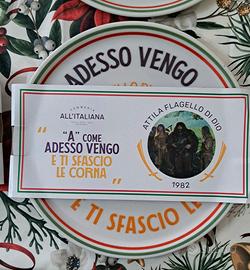 ADESSO VENGO
COMMEDIA
ALL'ITALIANA
"A" COME
ADESSO VENGO
E TI SFASCIO
LE CORNA
ATTILA FLAGELLO DI DIO
1982
E TI SFASCIO LE